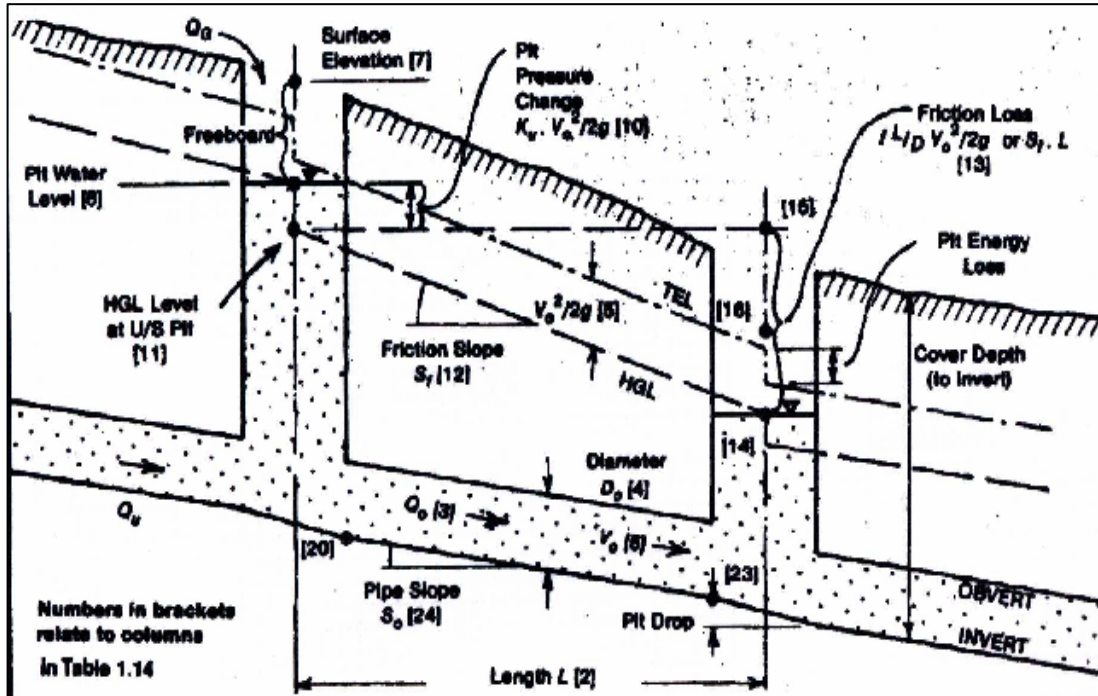 Q_G
Surface
Elevation [7]
Pit
Pressure
Change
K_u . V_o²/2g [10]
Friction Loss
f L/D V_o²/2g or S_f . L
[13]
Freeboard
Pit Water
Level [8]
[15]
Pit Energy
Loss
HGL Level
at U/S Pit
[11]
V_o²/2g
TEL
[16]
Friction Slope
S_f [12]
HGL
Cover Depth
(to invert)
[14]
Diameter
D_o [4]
Q_u
Q_o [3]
V_o
[20]
[23]
Pipe Slope
S_o [24]
Pit Drop
OBVERT
INVERT
Numbers in brackets
relate to columns
in Table 1.14
Length L [2]